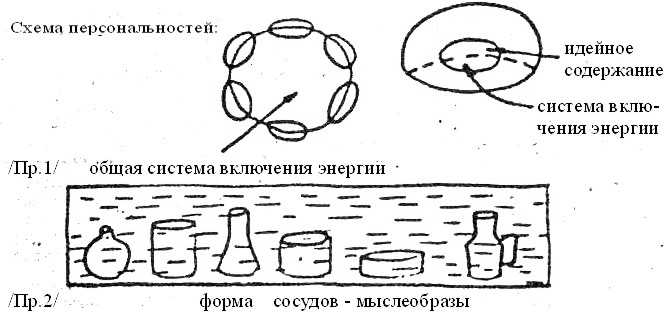 Схема персональностей:
идейное
содержание
система вклю-
чения энергии
/Пр.1/ общая система включения энергии
/Пр.2/ форма сосудов - мыслеобразы